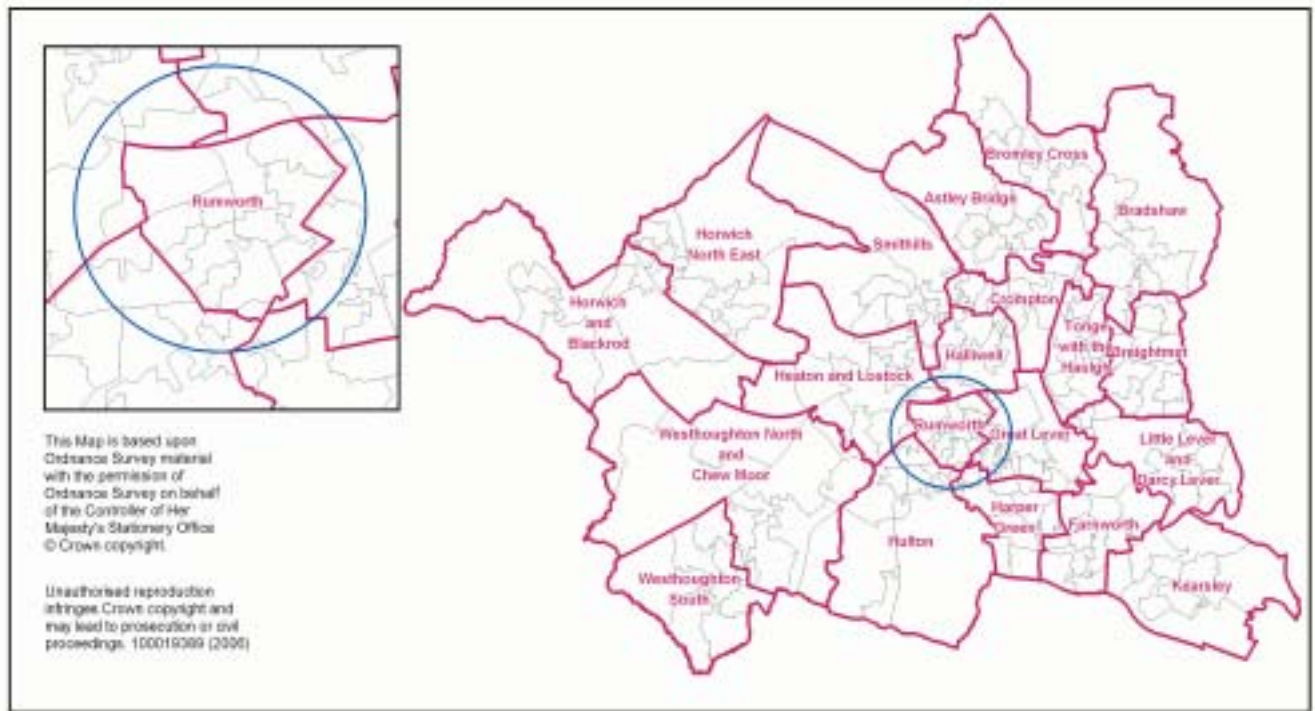 Rumworth
This Map is based upon
Ordnance Survey material
with the permission of
Ordnance Survey on behalf
of the Controller of Her
Majesty's Stationery Office
© Crown copyright.
Unauthorised reproduction
infringes Crown copyright and
may lead to prosecution or civil
proceedings. 100019389 (2006)
Bromley Cross
Astley Bridge
Bradshaw
Horwich
North East
Smithills
Horwich
and
Blackrod
Crompton
Tonge
with the
Haulgh
Breightmet
Halliwell
Heaton and Lostock
Rumworth
Great Lever
Westhoughton North
and
Chew Moor
Little Lever
and
Darcy Lever
Harper
Green
Farnworth
Hulton
Westhoughton
South
Kearsley